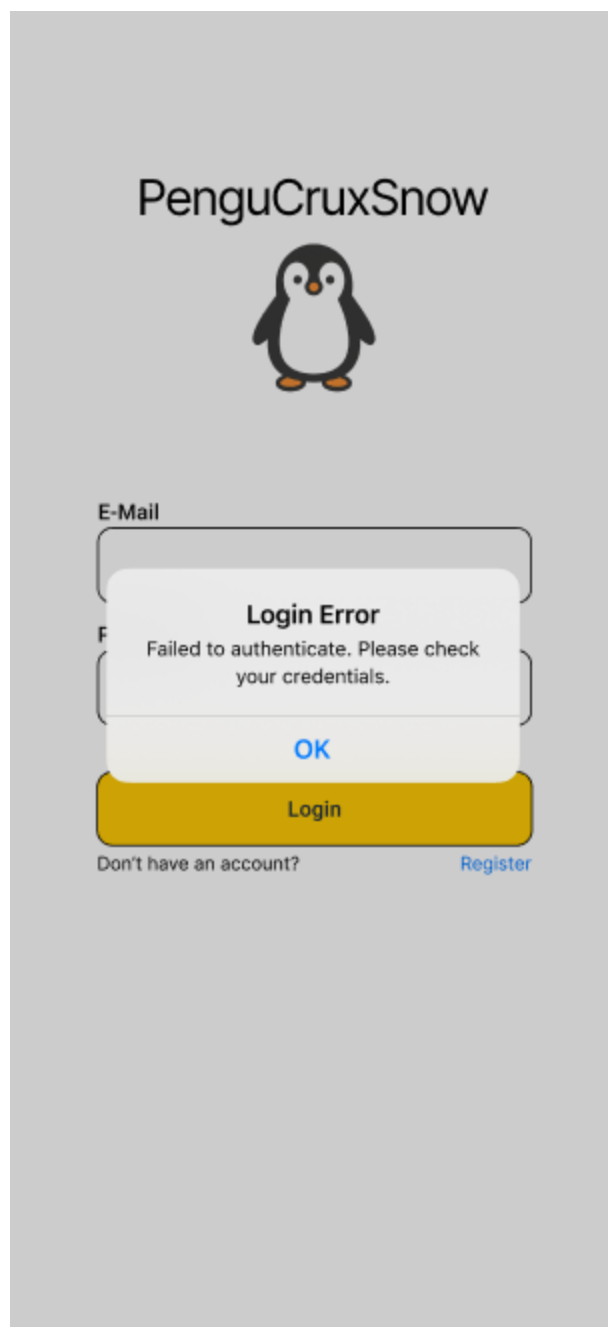 PenguCruxSnow
E-Mail
Login Error
Failed to authenticate. Please check
your credentials.
OK
Login
Don't have an account?
Register